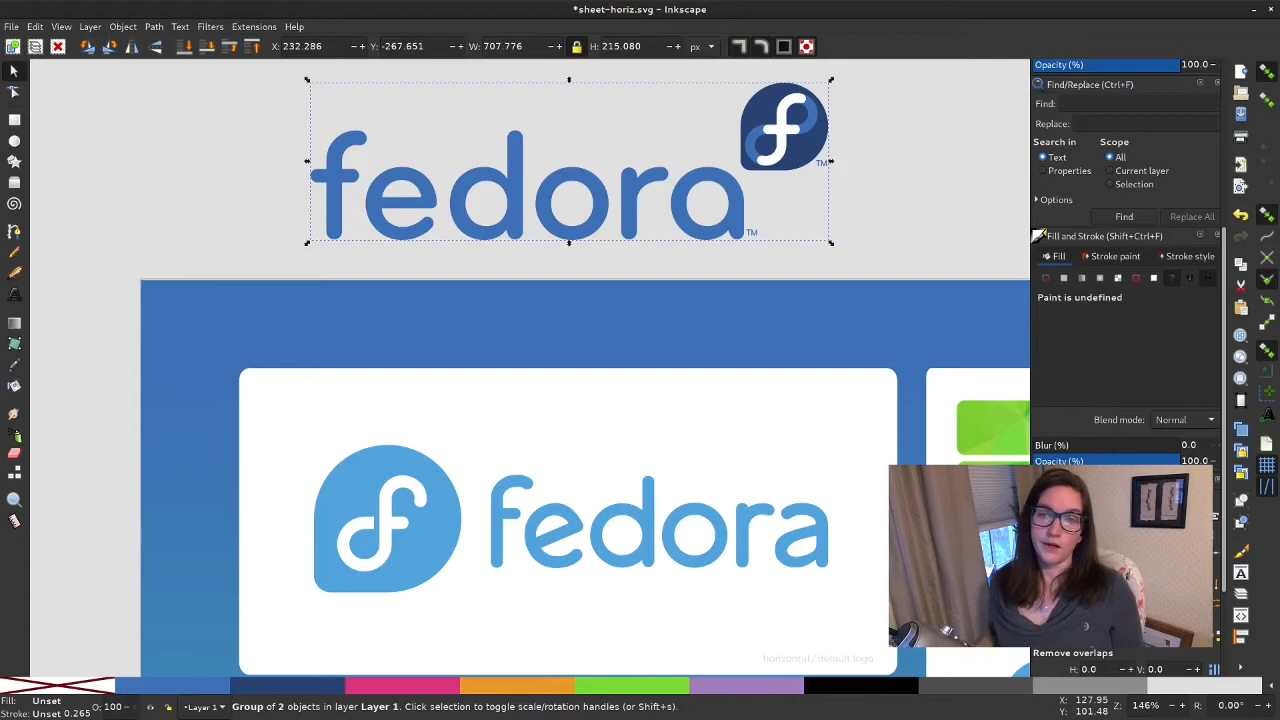 *sheet-horiz.svg - Inkscape
File Edit View Layer Object Path Text Filters Extensions Help
X: 232.286 − + Y: -267.651 − + W: 707.776 − + H: 215.080 − + px
Opacity (%) 100.0
Find/Replace (Ctrl+F)
Find:
Replace:
Search in Scope
Text All
Properties Current layer
Selection
Options
Find Replace All
Fill and Stroke (Shift+Ctrl+F)
Fill Stroke paint Stroke style
Paint is undefined
fedora
TM
TM
fedora
horizontal / default logo
Blend mode: Normal
Blur (%) 0.0
Opacity (%) 100.0
Remove overlaps
H: 0.0 − + V: 0.0 − +
Fill: Unset
Stroke: Unset 0.265
O: 100
Layer 1
Group of 2 objects in layer Layer 1. Click selection to toggle scale/rotation handles (or Shift+s).
X: 127.95
Y: 101.48
Z: 146% − + R: 0.00° − +